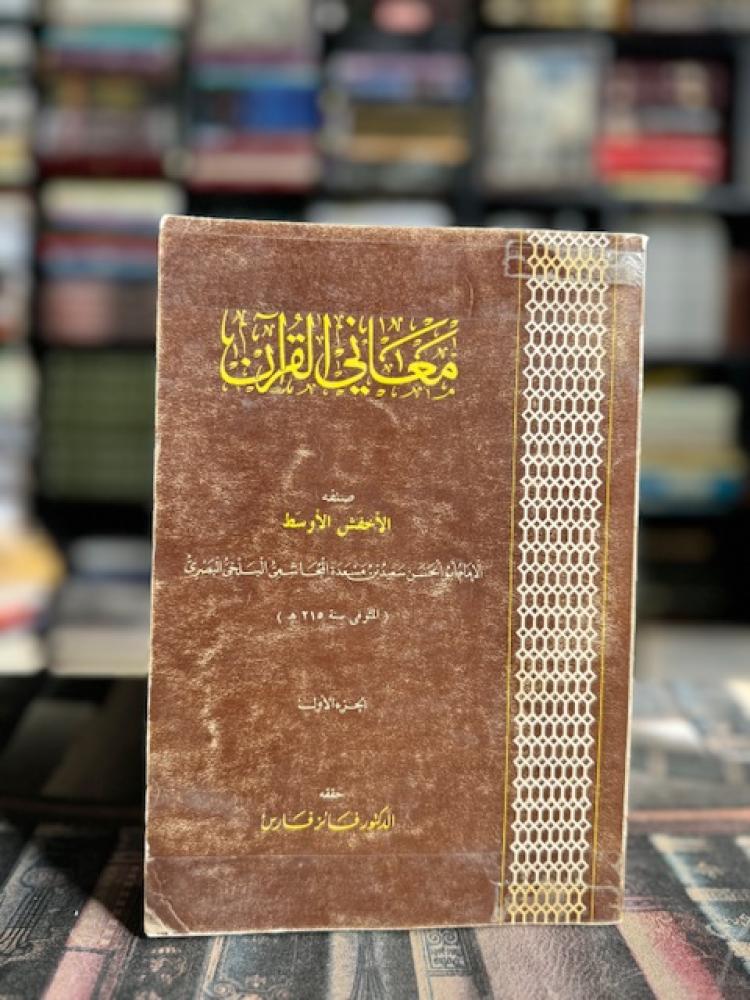 معاني القرآن
صنفه
الأخفش الأوسط
الإمام أبو الحسن سعيد بن مسعدة المجاشعي البلخي البصري
( المتوفى سنة ٢١٥ هـ )
الجزء الأول
حققه
الدكتور فائز فارس